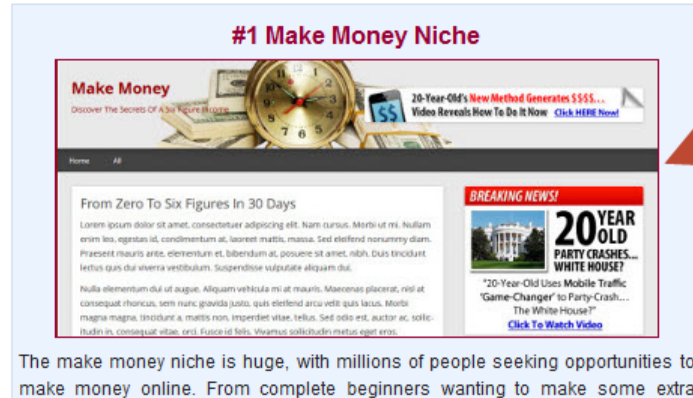 #1 Make Money Niche
Make Money
Discover The Secrets Of A Six Figure Income
20-Year-Old's New Method Generates $$$$...
Video Reveals How To Do It Now Click HERE Now!
$$
Home All
From Zero To Six Figures In 30 Days
Lorem ipsum dolor sit amet, consectetuer adipiscing elit. Nam cursus. Morbi ut mi. Nullam
enim leo, egestas id, condimentum at, laoreet mattis, massa. Sed eleifend nonummy diam.
Praesent mauris ante, elementum et, bibendum at, posuere sit amet, nibh. Duis tincidunt
lectus quis dui viverra vestibulum. Suspendisse vulputate aliquam dui.
Nulla elementum dui ut augue. Aliquam vehicula mi at mauris. Maecenas placerat, nisl at
consequat rhoncus, sem nunc gravida justo, quis eleifend arcu velit quis lacus. Morbi
magna magna, tincidunt a, mattis non, imperdiet vitae, tellus. Sed odio est, auctor ac, sollic-
itudin in, consequat vitae, orci. Fusce id felis. Vivamus sollicitudin metus eget eros.
BREAKING NEWS!
20 YEAR
OLD
PARTY CRASHES...
WHITE HOUSE?
"20-Year-Old Uses Mobile Traffic
'Game-Changer' to Party-Crash...
The White House?"
Click To Watch Video
The make money niche is huge, with millions of people seeking opportunities to
make money online. From complete beginners wanting to make some extra